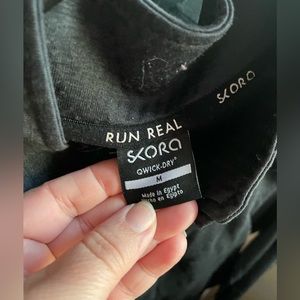 SKORA
RUN REAL
SKORA
QWICK-DRY®
M
Made in Egypt
Hecho en Egipto